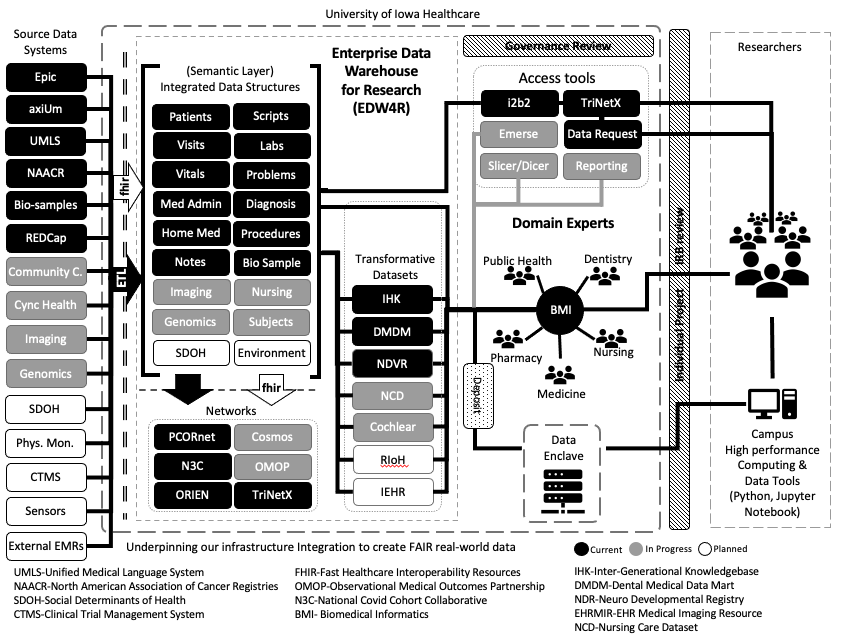 University of Iowa Healthcare
Source Data
Systems
Epic
axiUm
UMLS
NAACR
Bio-samples
REDCap
Community C.
Cync Health
Imaging
Genomics
SDOH
Phys. Mon.
CTMS
Sensors
External EMRs
fhir
ETL
(Semantic Layer)
Integrated Data Structures
Patients
Scripts
Visits
Labs
Vitals
Problems
Med Admin
Diagnosis
Home Med
Procedures
Notes
Bio Sample
Imaging
Nursing
Genomics
Subjects
SDOH
Environment
fhir
Networks
PCORnet
Cosmos
N3C
OMOP
ORIEN
TriNetX
Enterprise Data
Warehouse
for Research
(EDW4R)
Transformative
Datasets
IHK
DMDM
NDVR
NCD
Cochlear
RIoH
IEHR
Governance Review
Access tools
i2b2
TriNetX
Emerse
Data Request
Slicer/Dicer
Reporting
Domain Experts
Public Health
Dentistry
BMI
Pharmacy
Nursing
Medicine
Deposit
Data
Enclave
Individual Project IRB review
Researchers
Campus
High performance
Computing &
Data Tools
(Python, Jupyter
Notebook)
Underpinning our infrastructure Integration to create FAIR real-world data
Current
In Progress
Planned
UMLS-Unified Medical Language System
NAACR-North American Association of Cancer Registries
SDOH-Social Determinants of Health
CTMS-Clinical Trial Management System
FHIR-Fast Healthcare Interoperability Resources
OMOP-Observational Medical Outcomes Partnership
N3C-National Covid Cohort Collaborative
BMI- Biomedical Informatics
IHK-Inter-Generational Knowledgebase
DMDM-Dental Medical Data Mart
NDR-Neuro Developmental Registry
EHRMIR-EHR Medical Imaging Resource
NCD-Nursing Care Dataset